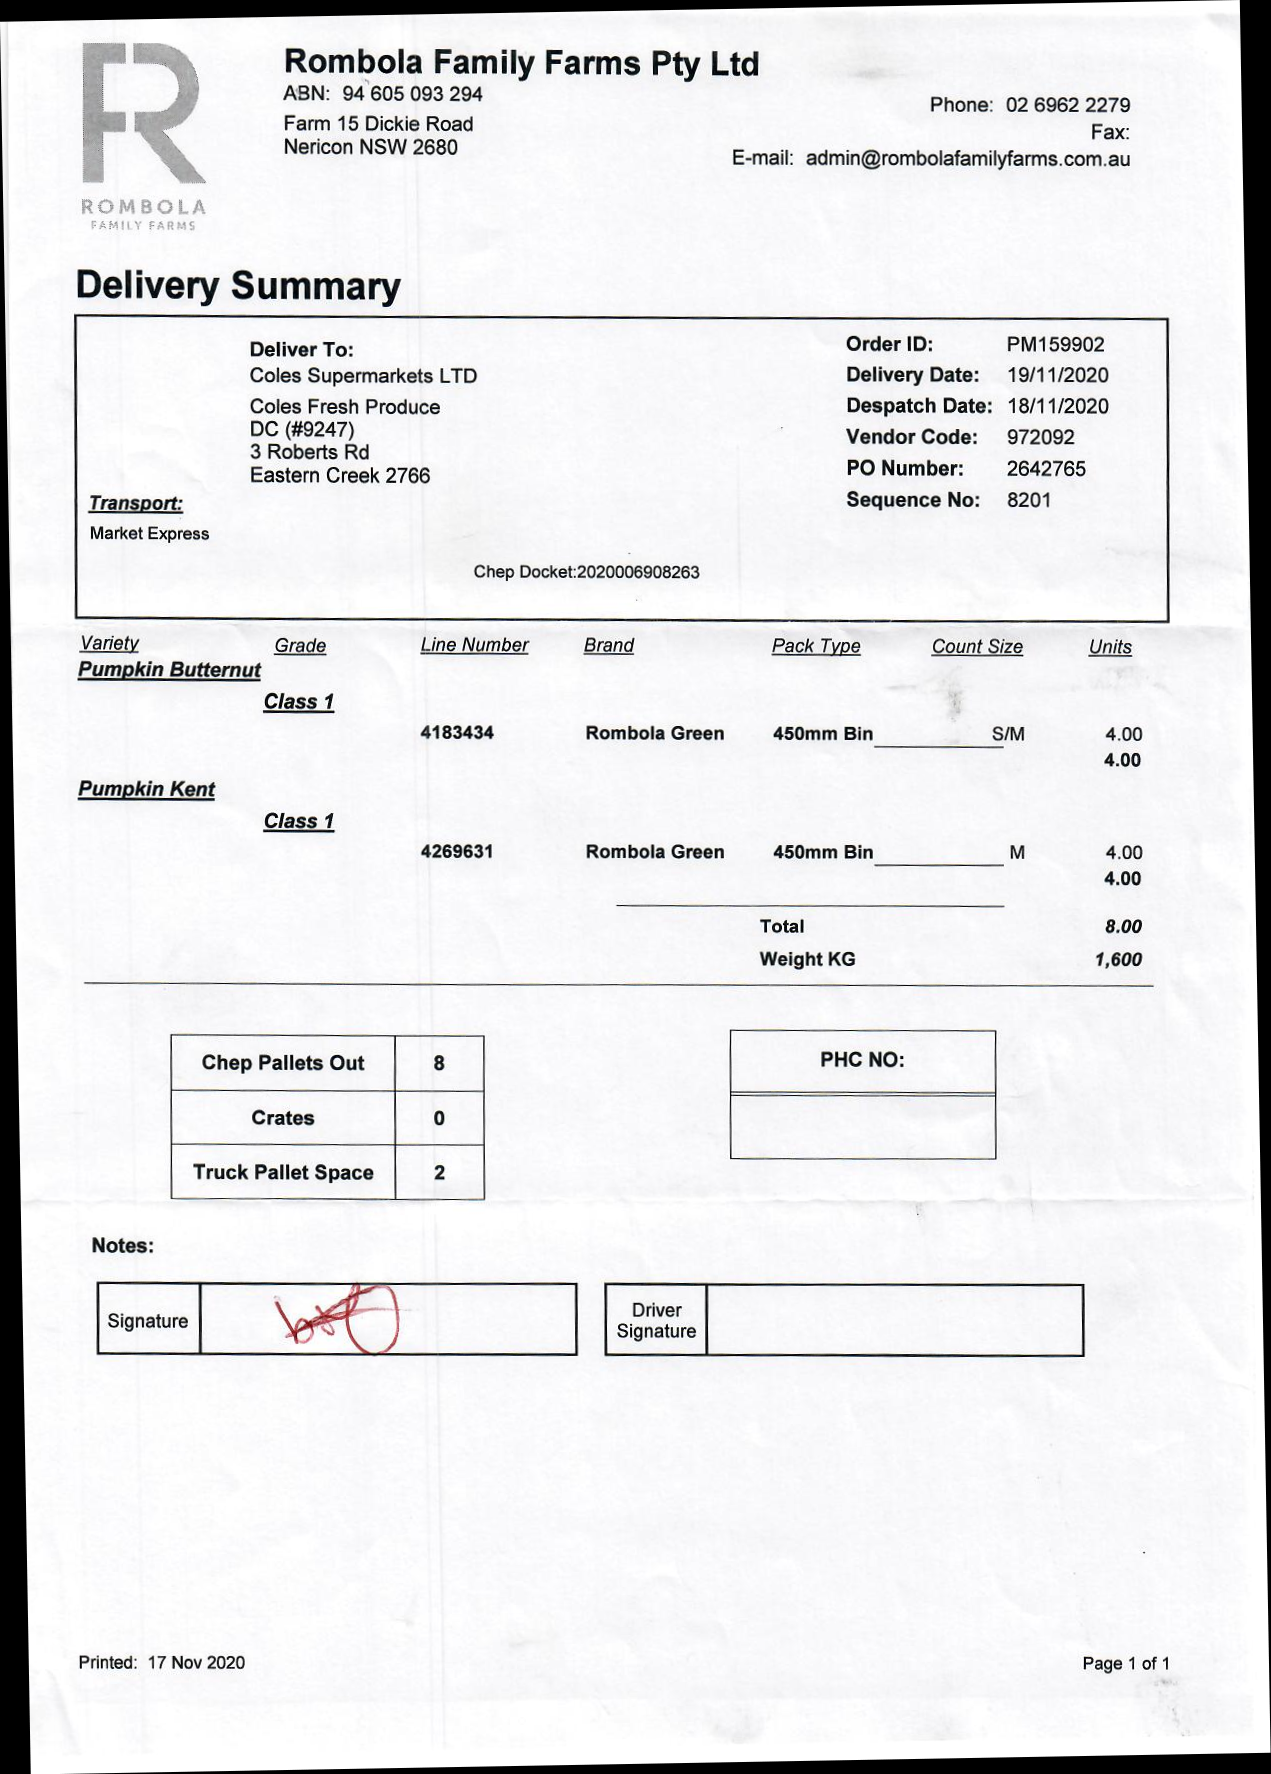 Rombola Family Farms Pty Ltd
ABN: 94 605 093 294
Farm 15 Dickie Road
Nericon NSW 2680
Phone: 02 6962 2279
Fax:
E-mail: admin@rombolafamilyfarms.com.au
ROMBOLA
FAMILY FARMS
Delivery Summary
Deliver To:
Coles Supermarkets LTD
Coles Fresh Produce
DC (#9247)
3 Roberts Rd
Eastern Creek 2766
Order ID: PM159902
Delivery Date: 19/11/2020
Despatch Date: 18/11/2020
Vendor Code: 972092
PO Number: 2642765
Sequence No: 8201
Transport:
Market Express
Chep Docket:2020006908263
Variety Grade Line Number Brand Pack Type Count Size Units
Pumpkin Butternut
Class 1
4183434 Rombola Green 450mm Bin S/M 4.00
4.00
Pumpkin Kent
Class 1
4269631 Rombola Green 450mm Bin M 4.00
4.00
Total 8.00
Weight KG 1,600
Chep Pallets Out 8
Crates 0
Truck Pallet Space 2
PHC NO:
Notes:
Signature
Driver
Signature
Printed: 17 Nov 2020
Page 1 of 1